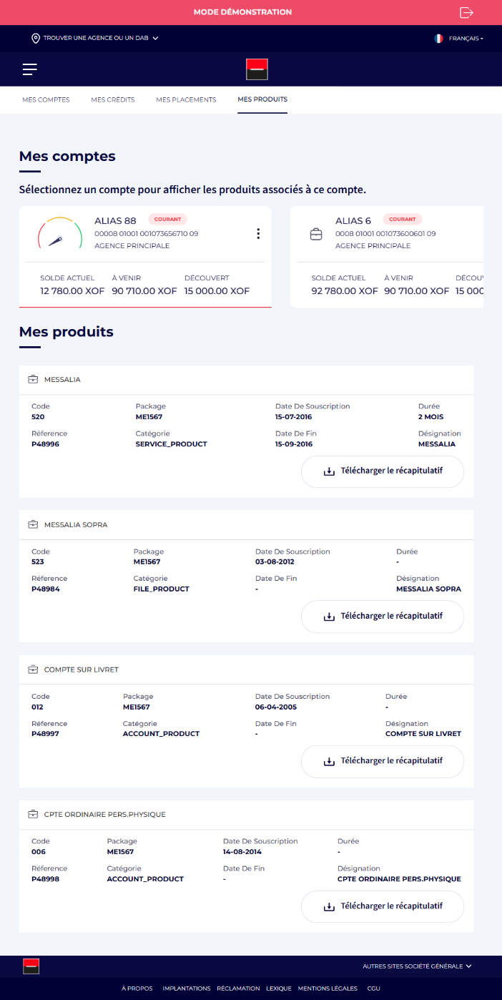 MODE DÉMONSTRATION
TROUVER UNE AGENCE OU UN DAB
FRANÇAIS
MES COMPTES MES CRÉDITS MES PLACEMENTS MES PRODUITS
Mes comptes
Sélectionnez un compte pour afficher les produits associés à ce compte.
ALIAS 88 COURANT
00008 01001 001073656710 09
AGENCE PRINCIPALE
SOLDE ACTUEL À VENIR DÉCOUVERT
12 780.00 XOF 90 710.00 XOF 15 000.00 XOF
ALIAS 6 COURANT
0008 01001 001073600601 09
AGENCE PRINCIPALE
SOLDE ACTUEL À VENIR DÉCOU
92 780.00 XOF 90 710.00 XOF 15 000
Mes produits
MESSALIA
Code Package Date De Souscription Durée
520 ME1567 15-07-2016 2 MOIS
Réference Catégorie Date De Fin Désignation
P48996 SERVICE_PRODUCT 15-09-2016 MESSALIA
Télécharger le récapitulatif
MESSALIA SOPRA
Code Package Date De Souscription Durée
523 ME1567 03-08-2012 -
Réference Catégorie Date De Fin Désignation
P48984 FILE_PRODUCT - MESSALIA SOPRA
Télécharger le récapitulatif
COMPTE SUR LIVRET
Code Package Date De Souscription Durée
012 ME1567 06-04-2005 -
Réference Catégorie Date De Fin Désignation
P48997 ACCOUNT_PRODUCT - COMPTE SUR LIVRET
Télécharger le récapitulatif
CPTE ORDINAIRE PERS.PHYSIQUE
Code Package Date De Souscription Durée
006 ME1567 14-08-2014 -
Réference Catégorie Date De Fin Désignation
P48998 ACCOUNT_PRODUCT - CPTE ORDINAIRE PERS.PHYSIQUE
Télécharger le récapitulatif
AUTRES SITES SOCIÉTÉ GÉNÉRALE
À PROPOS IMPLANTATIONS RÉCLAMATION LEXIQUE MENTIONS LÉGALES CGU